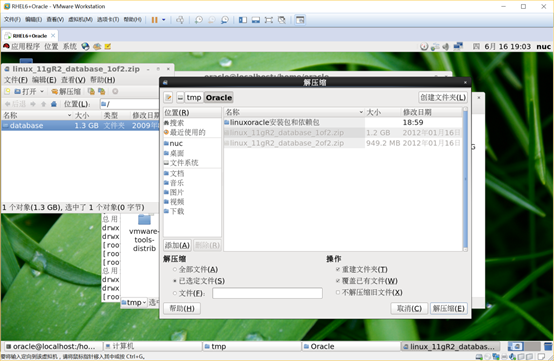 RHEL6+Oracle - VMware Workstation
文件(F) 编辑(E) 查看(V) 虚拟机(M) 选项卡(T) 帮助(H)
RHEL6+Oracle
应用程序 位置 系统 四 6月 16 19:03 nuc
linux_11gR2_database_1of2.zip
文件(F) 编辑(E) 查看(V) 帮助(H)
打开 解压缩
位置(L): /
名称 大小 类型 修改日期
database 1.3 GB 文件夹 2009
1 个对象(1.3 GB), 选中了 1 个对象(0 字节)
总用
drwx
drwx
[roo
[roo
总用
drwx
[roo
[roo
[roo
vmware-
tools-
distrib
tmp
解压缩
tmp Oracle 创建文件夹(L)
位置(R) 名称 大小 修改日期
搜索
最近使用的
nuc
桌面
文件系统
文档
音乐
图片
视频
下载
linuxoracle安装包和依赖包 18:59
linux_11gR2_database_1of2.zip 1.2 GB 2012年01月16日
linux_11gR2_database_2of2.zip 949.2 MB 2012年01月16日
添加(A) 删除(R)
解压缩 操作
全部文件(A) 重建文件夹(T)
已选定文件(S) 覆盖已有文件(W)
文件(F): 不解压缩旧文件(X)
帮助(H) 取消(C) 解压缩(E)
oracle@localhost:/ho... 计算机 tmp Oracle linux_11gR2_databas...
要将输入定向到该虚拟机，请将鼠标指针移入其中或按 Ctrl+G。